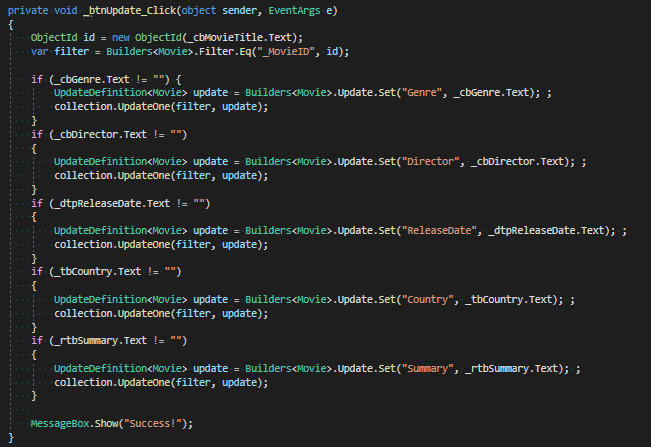 private void _btnUpdate_Click(object sender, EventArgs e)
{
ObjectId id = new ObjectId(_cbMovieTitle.Text);
var filter = Builders<Movie>.Filter.Eq("_MovieID", id);
if (_cbGenre.Text != "") {
UpdateDefinition<Movie> update = Builders<Movie>.Update.Set("Genre", _cbGenre.Text); ;
collection.UpdateOne(filter, update);
}
if (_cbDirector.Text != "")
{
UpdateDefinition<Movie> update = Builders<Movie>.Update.Set("Director", _cbDirector.Text); ;
collection.UpdateOne(filter, update);
}
if (_dtpReleaseDate.Text != "")
{
UpdateDefinition<Movie> update = Builders<Movie>.Update.Set("ReleaseDate", _dtpReleaseDate.Text); ;
collection.UpdateOne(filter, update);
}
if (_tbCountry.Text != "")
{
UpdateDefinition<Movie> update = Builders<Movie>.Update.Set("Country", _tbCountry.Text); ;
collection.UpdateOne(filter, update);
}
if (_rtbSummary.Text != "")
{
UpdateDefinition<Movie> update = Builders<Movie>.Update.Set("Summary", _rtbSummary.Text); ;
collection.UpdateOne(filter, update);
}
MessageBox.Show("Success!");
}